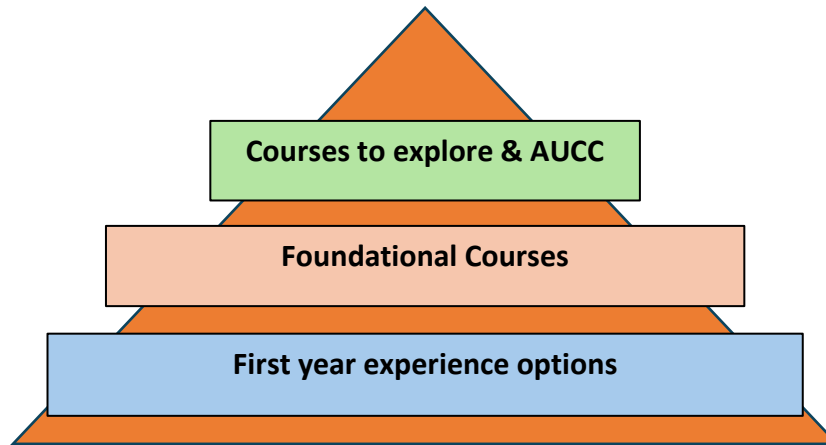 Courses to explore & AUCC
Foundational Courses
First year experience options